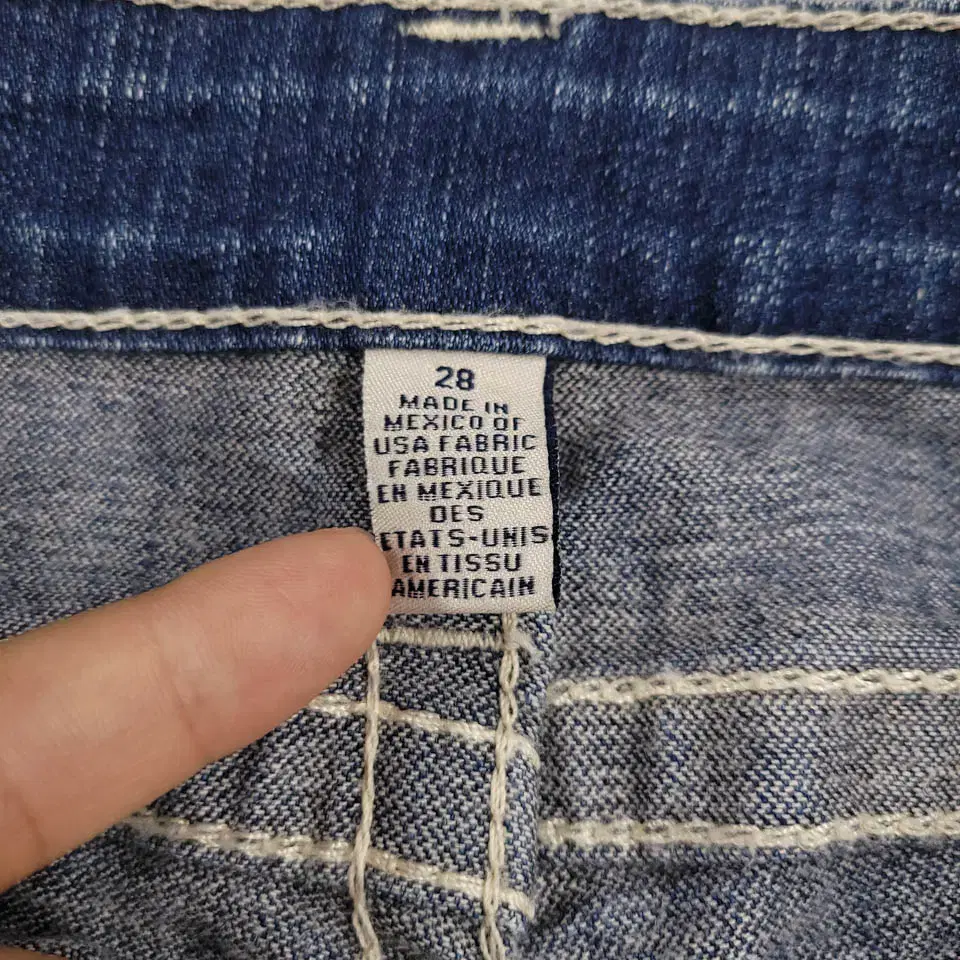 28
MADE IN
MEXICO OF
USA FABRIC
FABRIQUE
EN MEXIQUE
DES
ETATS-UNIS
EN TISSU
AMERICAIN